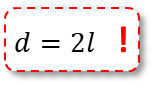 d = 2l !